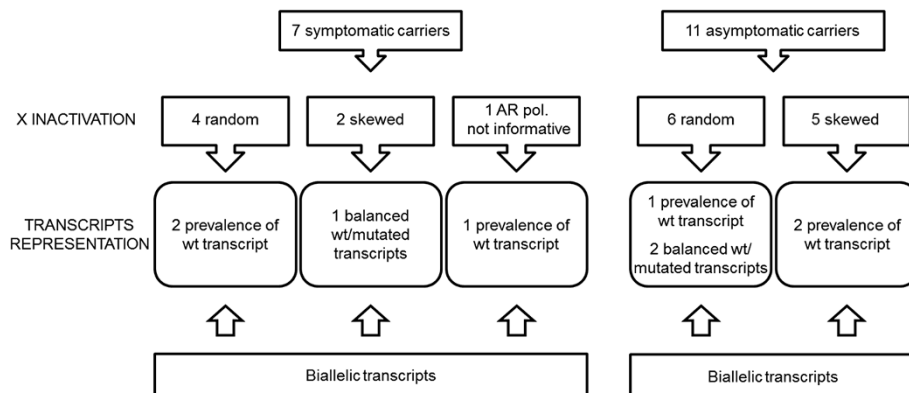 7 symptomatic carriers
11 asymptomatic carriers
X INACTIVATION
4 random
2 skewed
1 AR pol.
not informative
6 random
5 skewed
TRANSCRIPTS
REPRESENTATION
2 prevalence of
wt transcript
1 balanced
wt/mutated
transcripts
1 prevalence of
wt transcript
1 prevalence of
wt transcript
2 balanced wt/
mutated transcripts
2 prevalence of
wt transcript
Biallelic transcripts
Biallelic transcripts